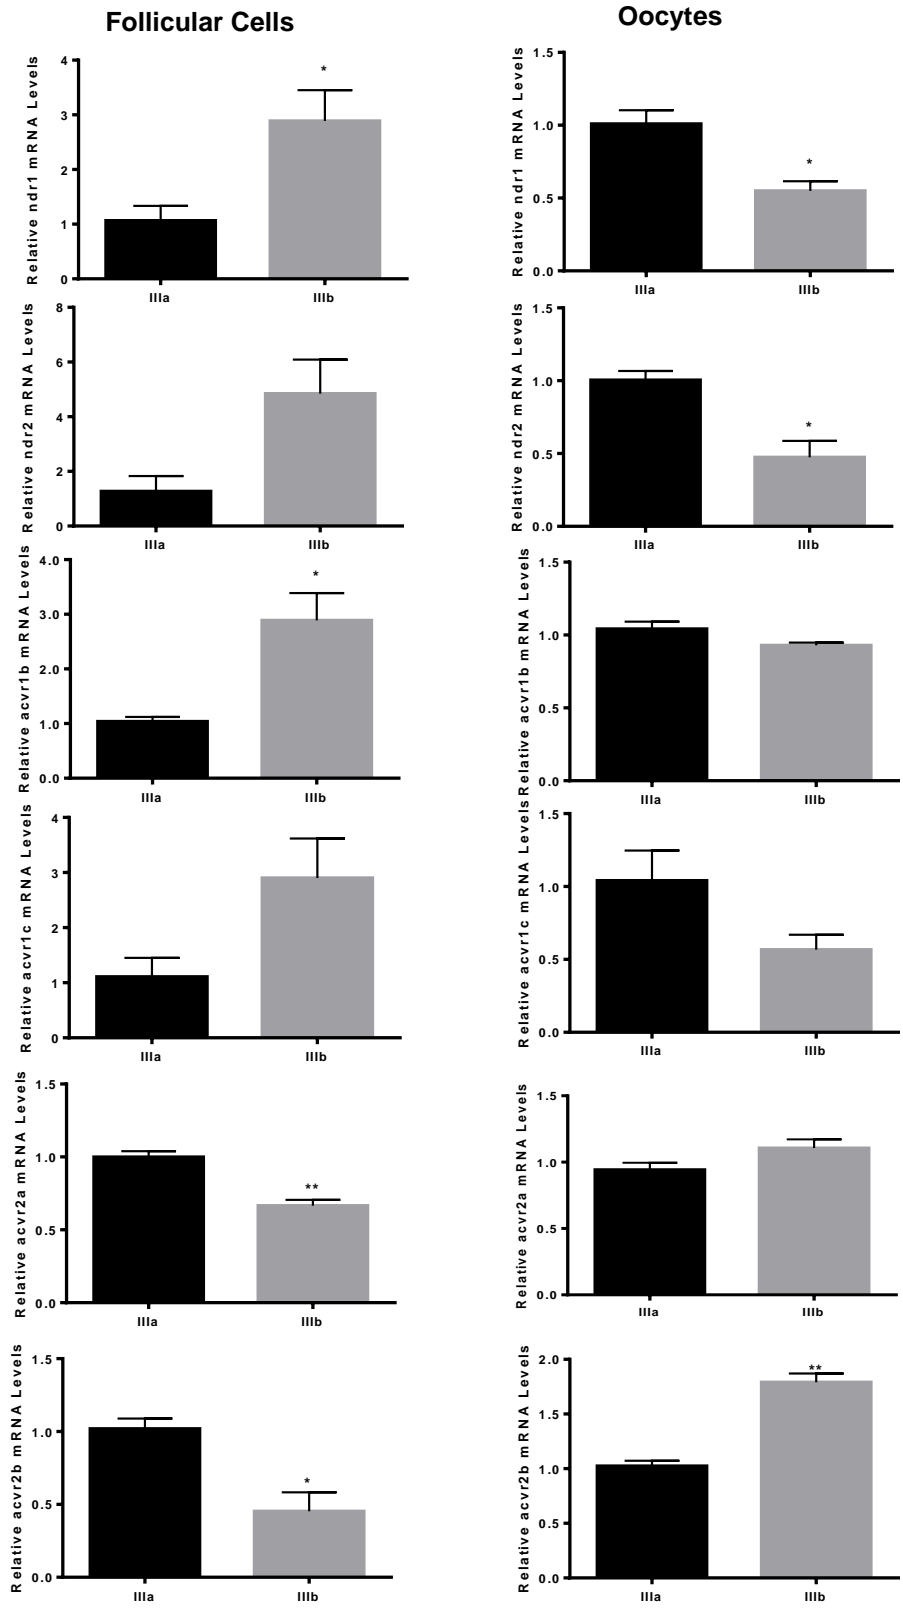 Follicular Cells
Oocytes
Relative ndr1 mRNA Levels
4
3
2
1
0
*
IIIa
IIIb
Relative ndr1 mRNA Levels
1.5
1.0
0.5
0.0
*
IIIa
IIIb
Relative ndr2 mRNA Levels
8
6
4
2
0
IIIa
IIIb
Relative ndr2 mRNA Levels
1.5
1.0
0.5
0.0
*
IIIa
IIIb
Relative acvr1b mRNA Levels
4.0
3.0
2.0
1.0
0.0
*
IIIa
IIIb
Relative acvr1b mRNA Levels
1.5
1.0
0.5
0.0
IIIa
IIIb
Relative acvr1c mRNA Levels
4
3
2
1
0
IIIa
IIIb
Relative acvr1c mRNA Levels
1.5
1.0
0.5
0.0
IIIa
IIIb
Relative acvr2a mRNA Levels
1.5
1.0
0.5
0.0
**
IIIa
IIIb
Relative acvr2a mRNA Levels
1.5
1.0
0.5
0.0
IIIa
IIIb
Relative acvr2b mRNA Levels
1.5
1.0
0.5
0.0
*
IIIa
IIIb
Relative acvr2b mRNA Levels
2.0
1.5
1.0
0.5
0.0
**
IIIa
IIIb